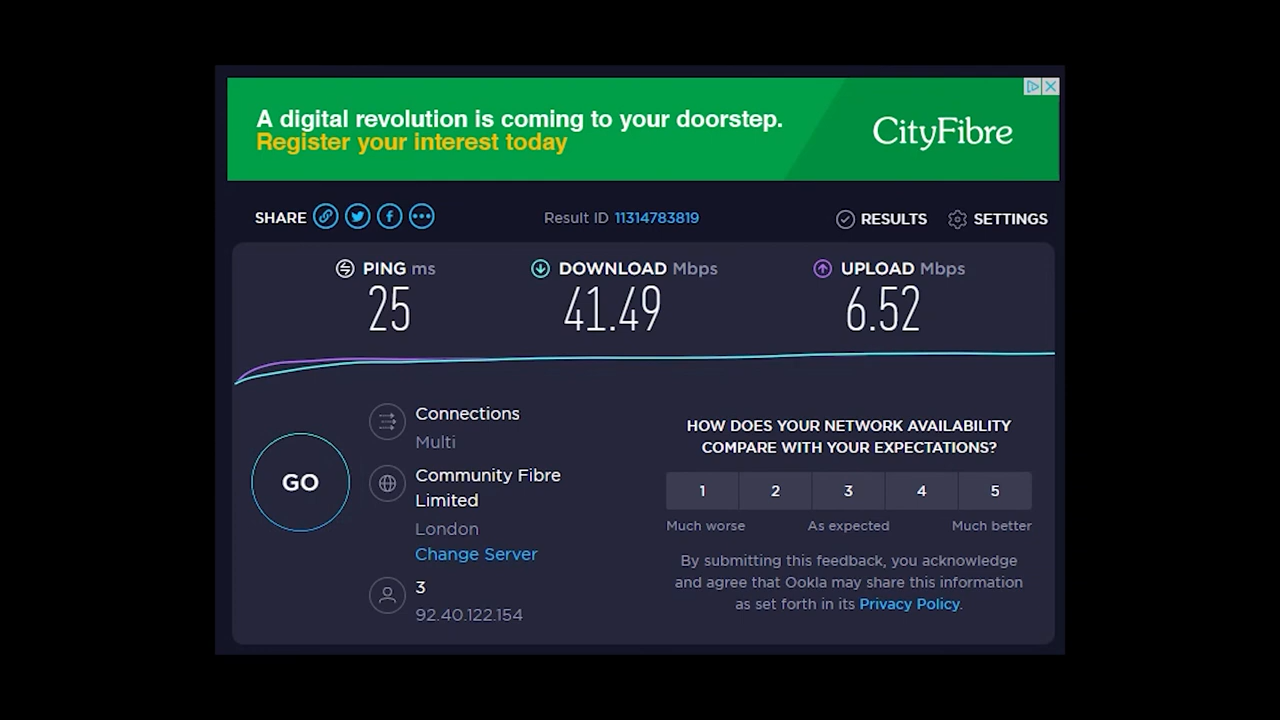 A digital revolution is coming to your doorstep.
Register your interest today
CityFibre
SHARE
Result ID 11314783819
RESULTS
SETTINGS
PING ms
25
DOWNLOAD Mbps
41.49
UPLOAD Mbps
6.52
GO
Connections
Multi
Community Fibre
Limited
London
Change Server
3
92.40.122.154
HOW DOES YOUR NETWORK AVAILABILITY
COMPARE WITH YOUR EXPECTATIONS?
1 2 3 4 5
Much worse As expected Much better
By submitting this feedback, you acknowledge
and agree that Ookla may share this information
as set forth in its Privacy Policy.